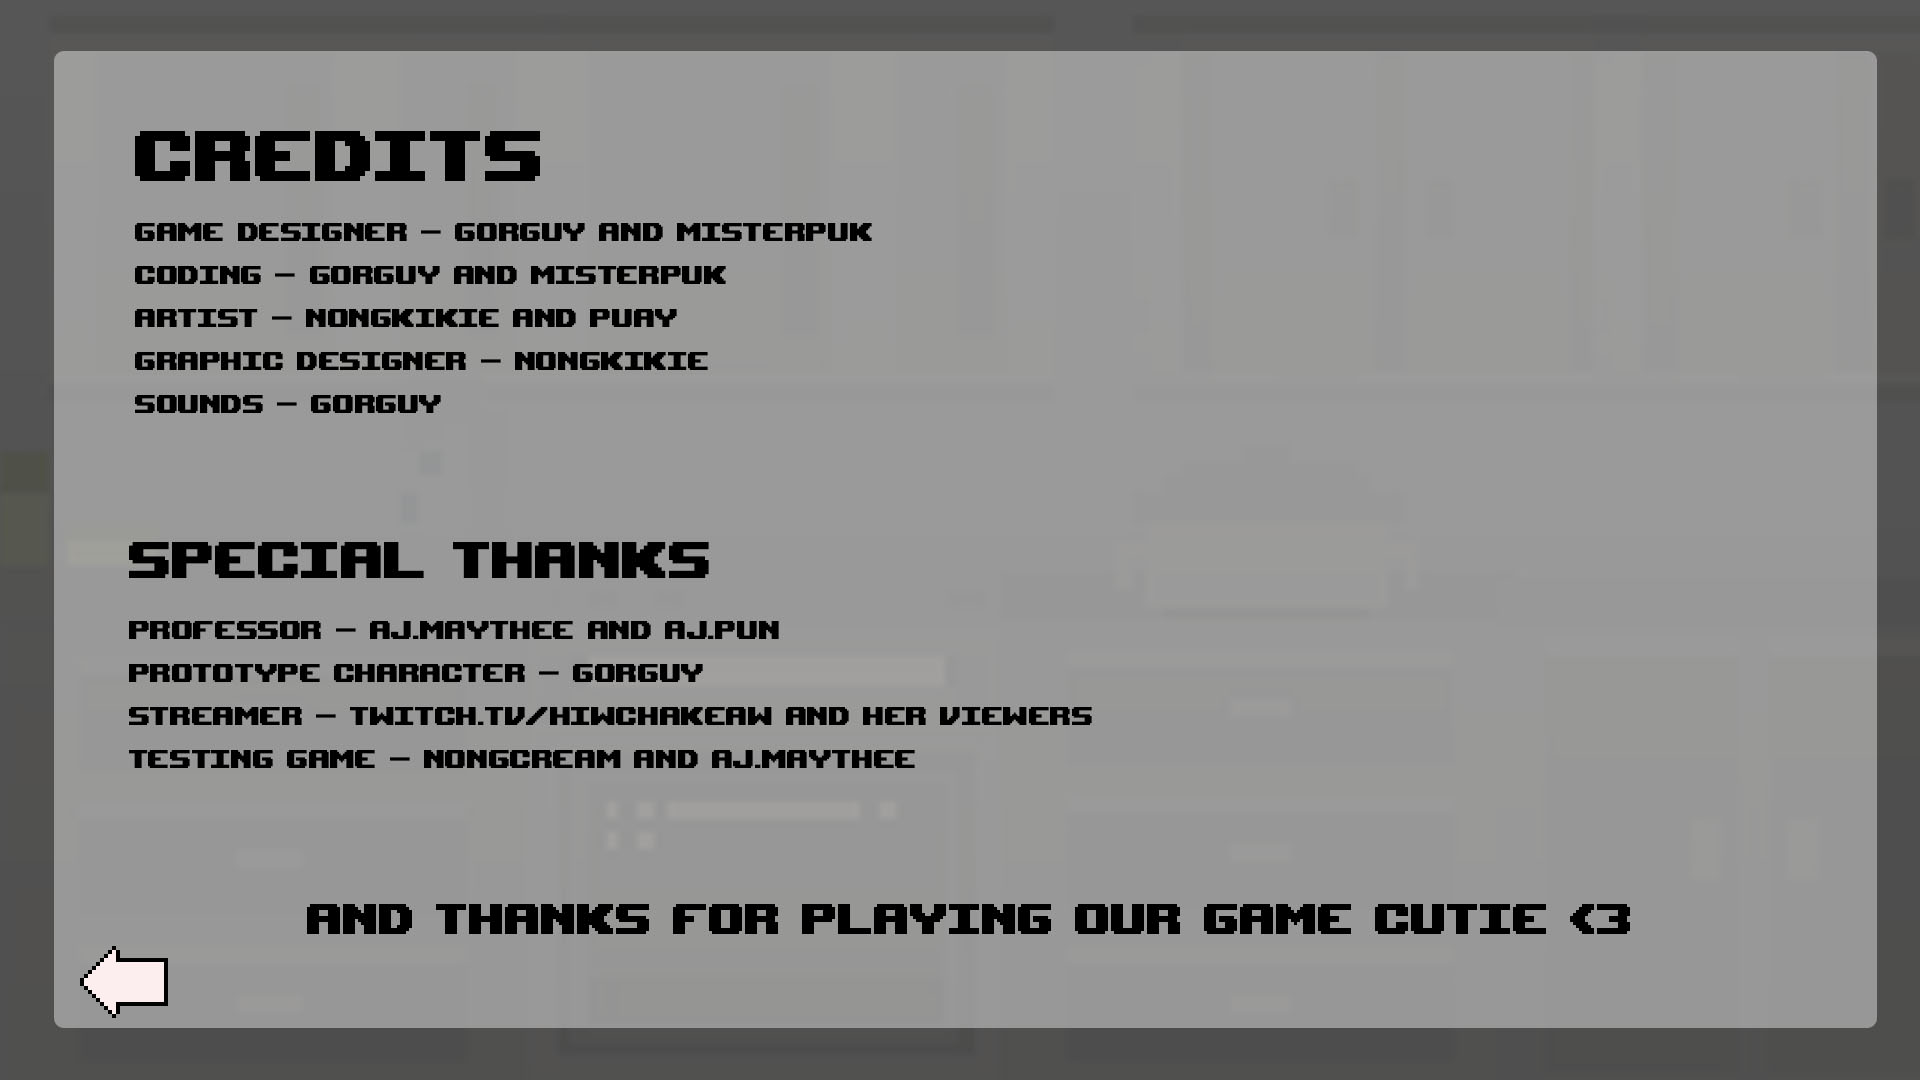 CREDITS
GAME DESIGNER - GORGUY AND MISTERPUK
CODING - GORGUY AND MISTERPUK
ARTIST - NONGKIKIE AND PUAY
GRAPHIC DESIGNER - NONGKIKIE
SOUNDS - GORGUY
SPECIAL THANKS
PROFESSOR - AJ.MAYTHEE AND AJ.PUN
PROTOTYPE CHARACTER - GORGUY
STREAMER - TWITCH.TV/HIWCHAKEAW AND HER VIEWERS
TESTING GAME - NONGCREAM AND AJ.MAYTHEE
AND THANKS FOR PLAYING OUR GAME CUTIE <3